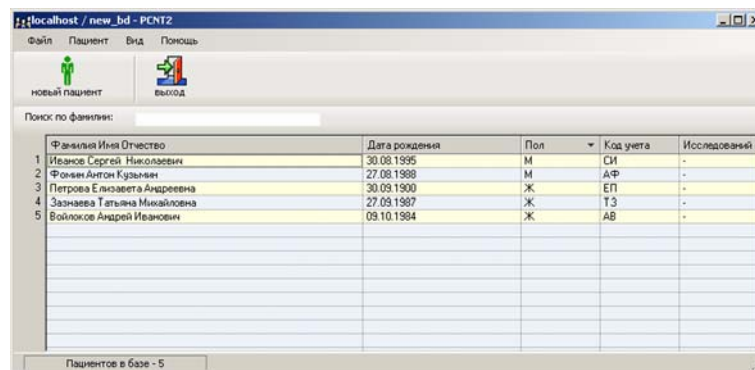 localhost / new_bd - PCNT2
Файл Пациент Вид Помощь
новый пациент выход
Поиск по фамилии:
Фамилия Имя Отчество Дата рождения Пол Код учета Исследований
1 Иванов Сергей Николаевич 30.08.1995 М СИ -
2 Фомин Антон Кузьмин 27.08.1988 М АФ -
3 Петрова Елизавета Андреевна 30.09.1900 Ж ЕП -
4 Зазнаева Татьяна Михайловна 27.09.1987 Ж ТЗ -
5 Войлоков Андрей Иванович 09.10.1984 Ж АВ -
Пациентов в базе - 5